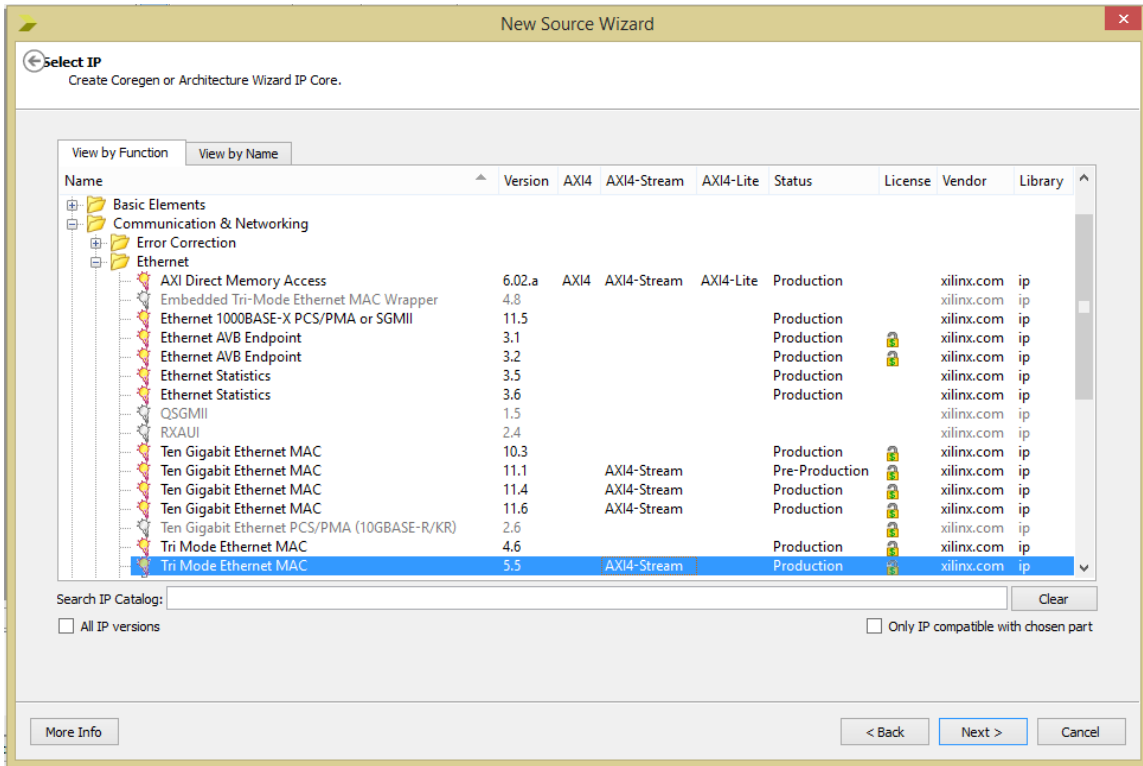 New Source Wizard
Select IP
Create Coregen or Architecture Wizard IP Core.
View by Function View by Name
Name Version AXI4 AXI4-Stream AXI4-Lite Status License Vendor Library
Basic Elements
Communication & Networking
Error Correction
Ethernet
AXI Direct Memory Access 6.02.a AXI4 AXI4-Stream AXI4-Lite Production xilinx.com ip
Embedded Tri-Mode Ethernet MAC Wrapper 4.8 xilinx.com ip
Ethernet 1000BASE-X PCS/PMA or SGMII 11.5 Production xilinx.com ip
Ethernet AVB Endpoint 3.1 Production xilinx.com ip
Ethernet AVB Endpoint 3.2 Production xilinx.com ip
Ethernet Statistics 3.5 Production xilinx.com ip
Ethernet Statistics 3.6 Production xilinx.com ip
QSGMII 1.5 xilinx.com ip
RXAUI 2.4 xilinx.com ip
Ten Gigabit Ethernet MAC 10.3 Production xilinx.com ip
Ten Gigabit Ethernet MAC 11.1 AXI4-Stream Pre-Production xilinx.com ip
Ten Gigabit Ethernet MAC 11.4 AXI4-Stream Production xilinx.com ip
Ten Gigabit Ethernet MAC 11.6 AXI4-Stream Production xilinx.com ip
Ten Gigabit Ethernet PCS/PMA (10GBASE-R/KR) 2.6 xilinx.com ip
Tri Mode Ethernet MAC 4.6 Production xilinx.com ip
Tri Mode Ethernet MAC 5.5 AXI4-Stream Production xilinx.com ip
Search IP Catalog: Clear
All IP versions Only IP compatible with chosen part
More Info < Back Next > Cancel